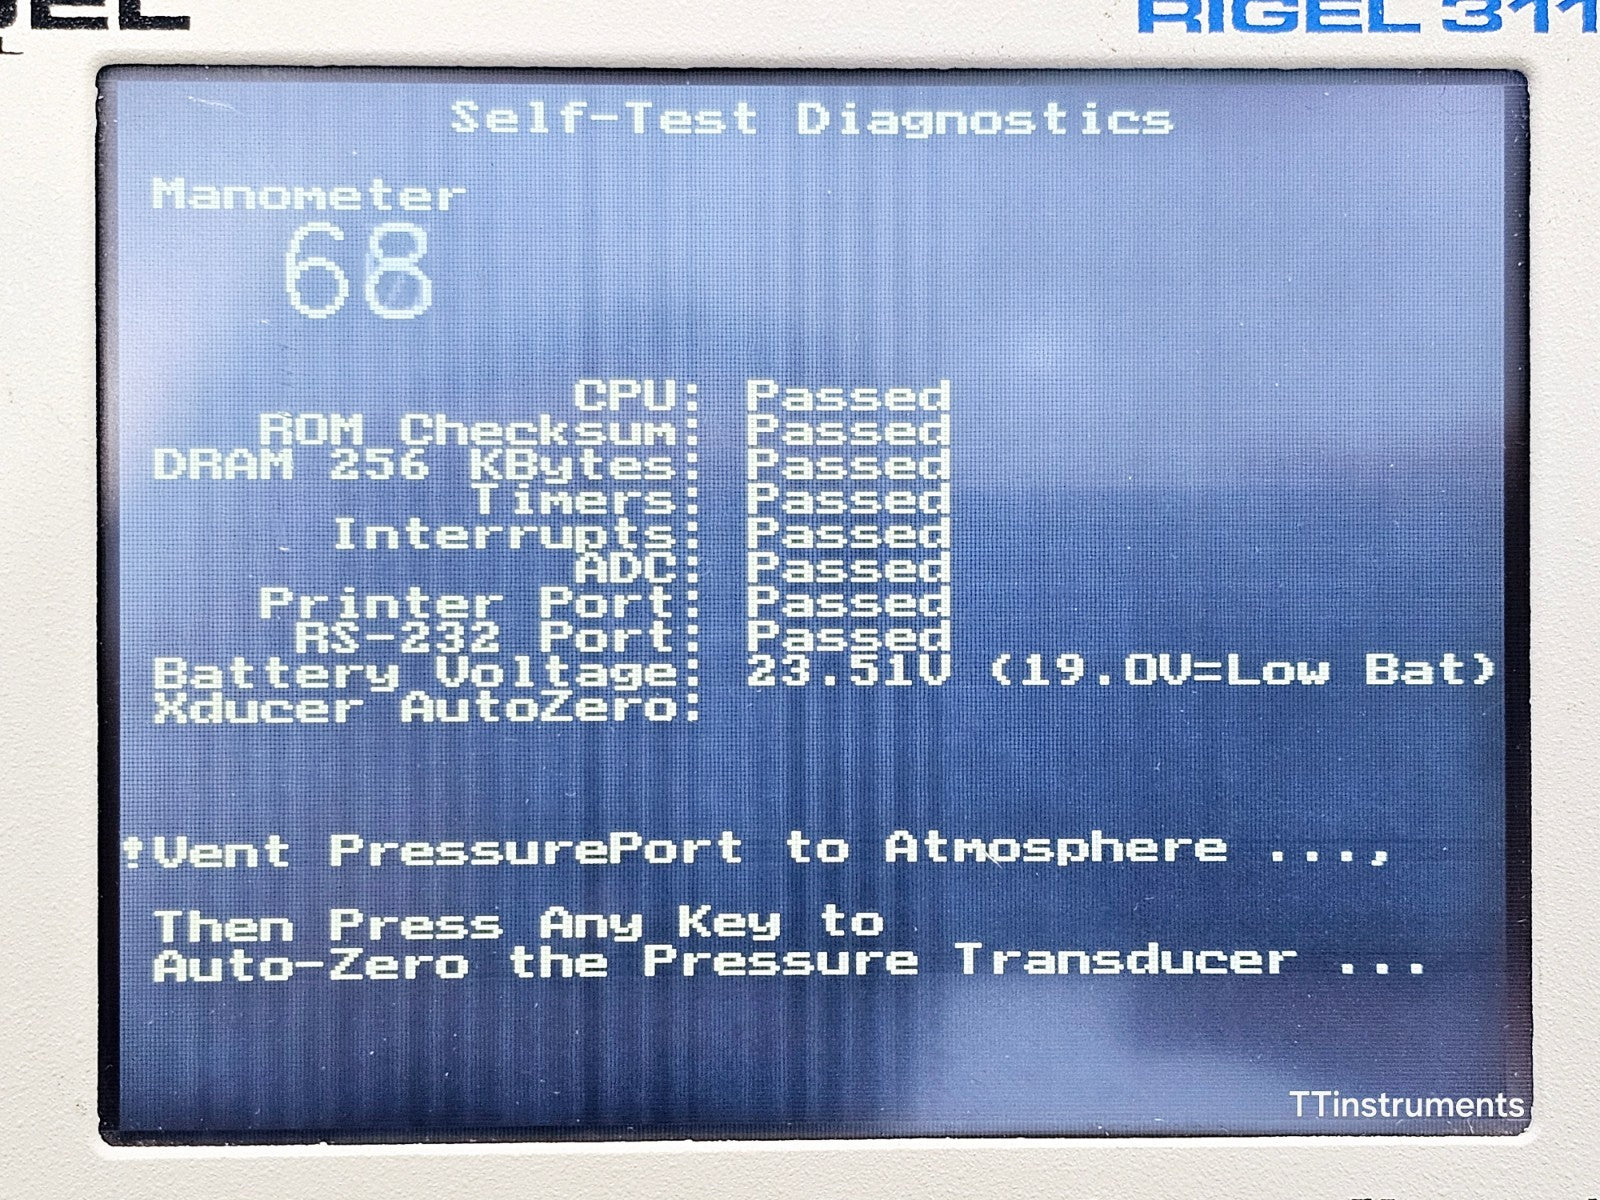 RIGEL 311
Self-Test Diagnostics
Manometer
68
CPU: Passed
ROM Checksum: Passed
DRAM 256 KBytes: Passed
Timers: Passed
Interrupts: Passed
ADC: Passed
Printer Port: Passed
RS-232 Port: Passed
Battery Voltage: 23.51V (19.0V=Low Bat)
Xducer AutoZero:
!Vent PressurePort to Atmosphere ...,
Then Press Any Key to
Auto-Zero the Pressure Transducer ...
TTinstruments